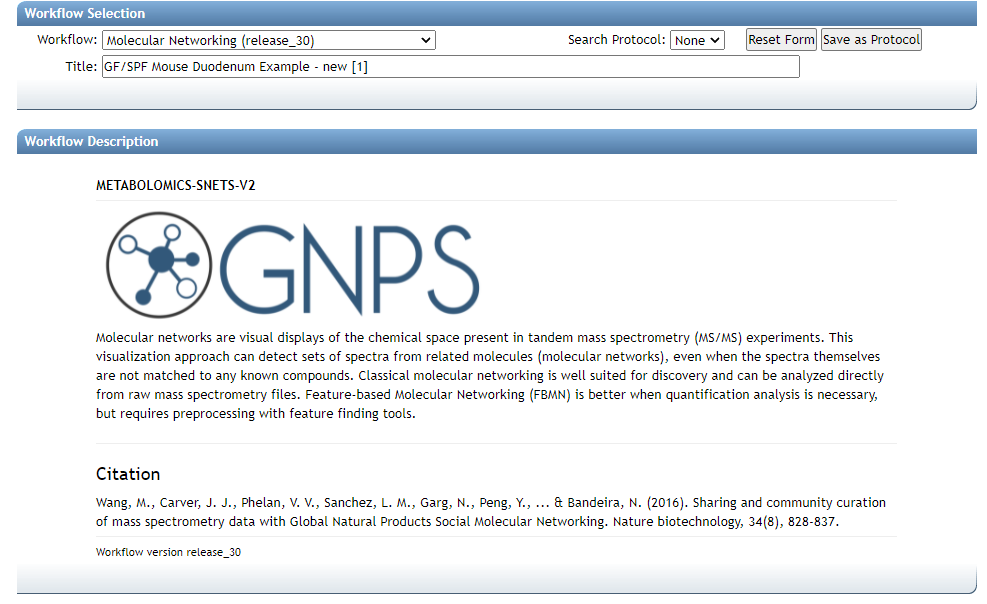 Workflow Selection
Workflow: Molecular Networking (release_30) Search Protocol: None Reset Form Save as Protocol
Title: GF/SPF Mouse Duodenum Example - new [1]
Workflow Description
METABOLOMICS-SNETS-V2
GNPS
Molecular networks are visual displays of the chemical space present in tandem mass spectrometry (MS/MS) experiments. This
visualization approach can detect sets of spectra from related molecules (molecular networks), even when the spectra themselves
are not matched to any known compounds. Classical molecular networking is well suited for discovery and can be analyzed directly
from raw mass spectrometry files. Feature-based Molecular Networking (FBMN) is better when quantification analysis is necessary,
but requires preprocessing with feature finding tools.
Citation
Wang, M., Carver, J. J., Phelan, V. V., Sanchez, L. M., Garg, N., Peng, Y., ... & Bandeira, N. (2016). Sharing and community curation
of mass spectrometry data with Global Natural Products Social Molecular Networking. Nature biotechnology, 34(8), 828-837.
Workflow version release_30